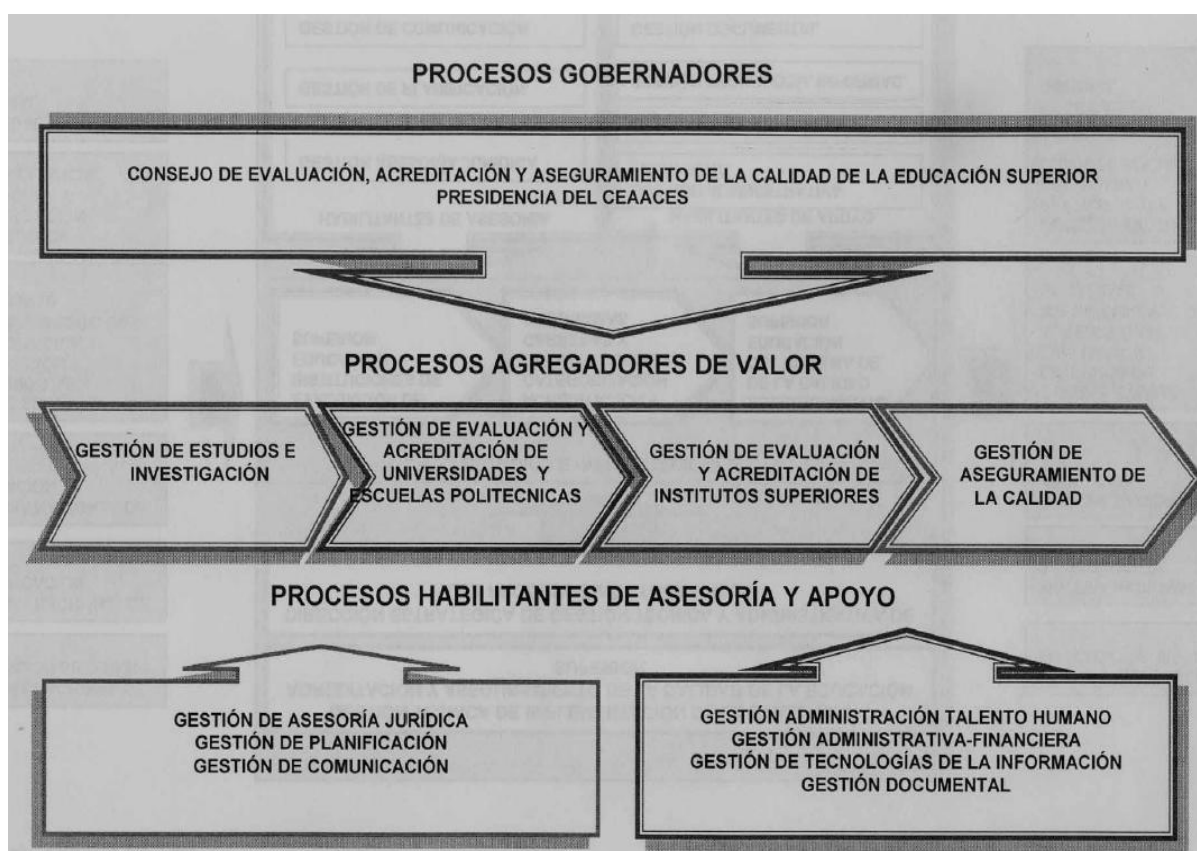 PROCESOS GOBERNADORES
CONSEJO DE EVALUACIÓN, ACREDITACIÓN Y ASEGURAMIENTO DE LA CALIDAD DE LA EDUCACIÓN SUPERIOR
PRESIDENCIA DEL CEAACES
PROCESOS AGREGADORES DE VALOR
GESTIÓN DE ESTUDIOS E
INVESTIGACIÓN
GESTIÓN DE EVALUACIÓN Y
ACREDITACIÓN DE
UNIVERSIDADES Y
ESCUELAS POLITECNICAS
GESTIÓN DE EVALUACIÓN
Y ACREDITACIÓN DE
INSTITUTOS SUPERIORES
GESTIÓN DE
ASEGURAMIENTO DE
LA CALIDAD
PROCESOS HABILITANTES DE ASESORÍA Y APOYO
GESTIÓN DE ASESORÍA JURÍDICA
GESTIÓN DE PLANIFICACIÓN
GESTIÓN DE COMUNICACIÓN
GESTIÓN ADMINISTRACIÓN TALENTO HUMANO
GESTIÓN ADMINISTRATIVA-FINANCIERA
GESTIÓN DE TECNOLOGÍAS DE LA INFORMACIÓN
GESTIÓN DOCUMENTAL